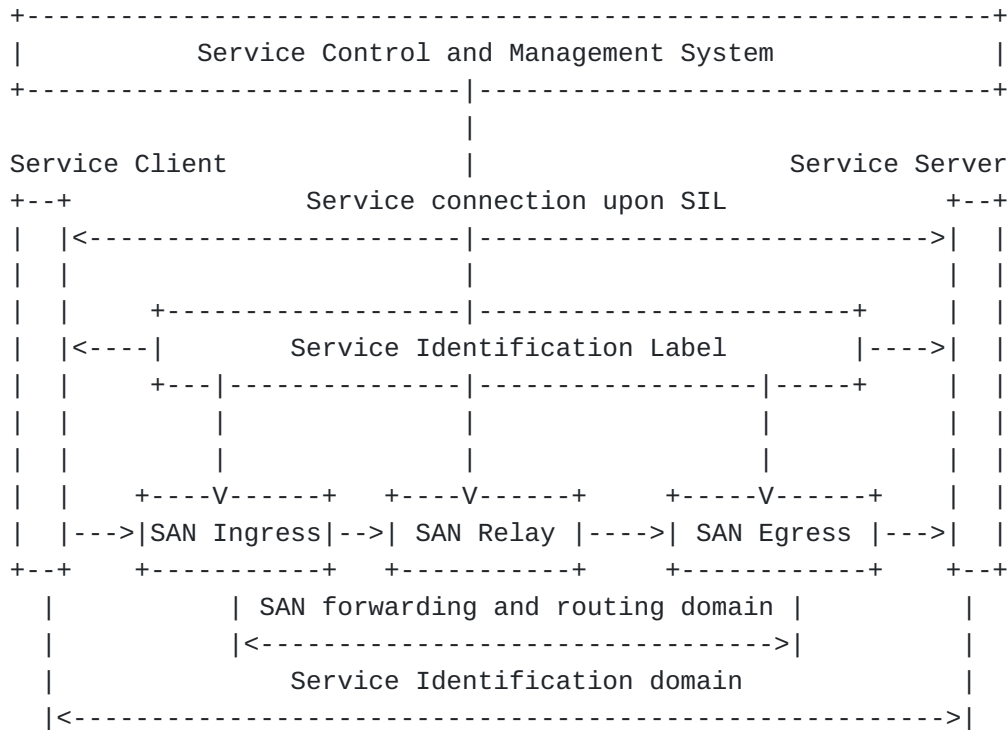 Service Control and Management System
Service Client Service Server
Service connection upon SIL
Service Identification Label
V V V
SAN Ingress SAN Relay SAN Egress
SAN forwarding and routing domain
Service Identification domain